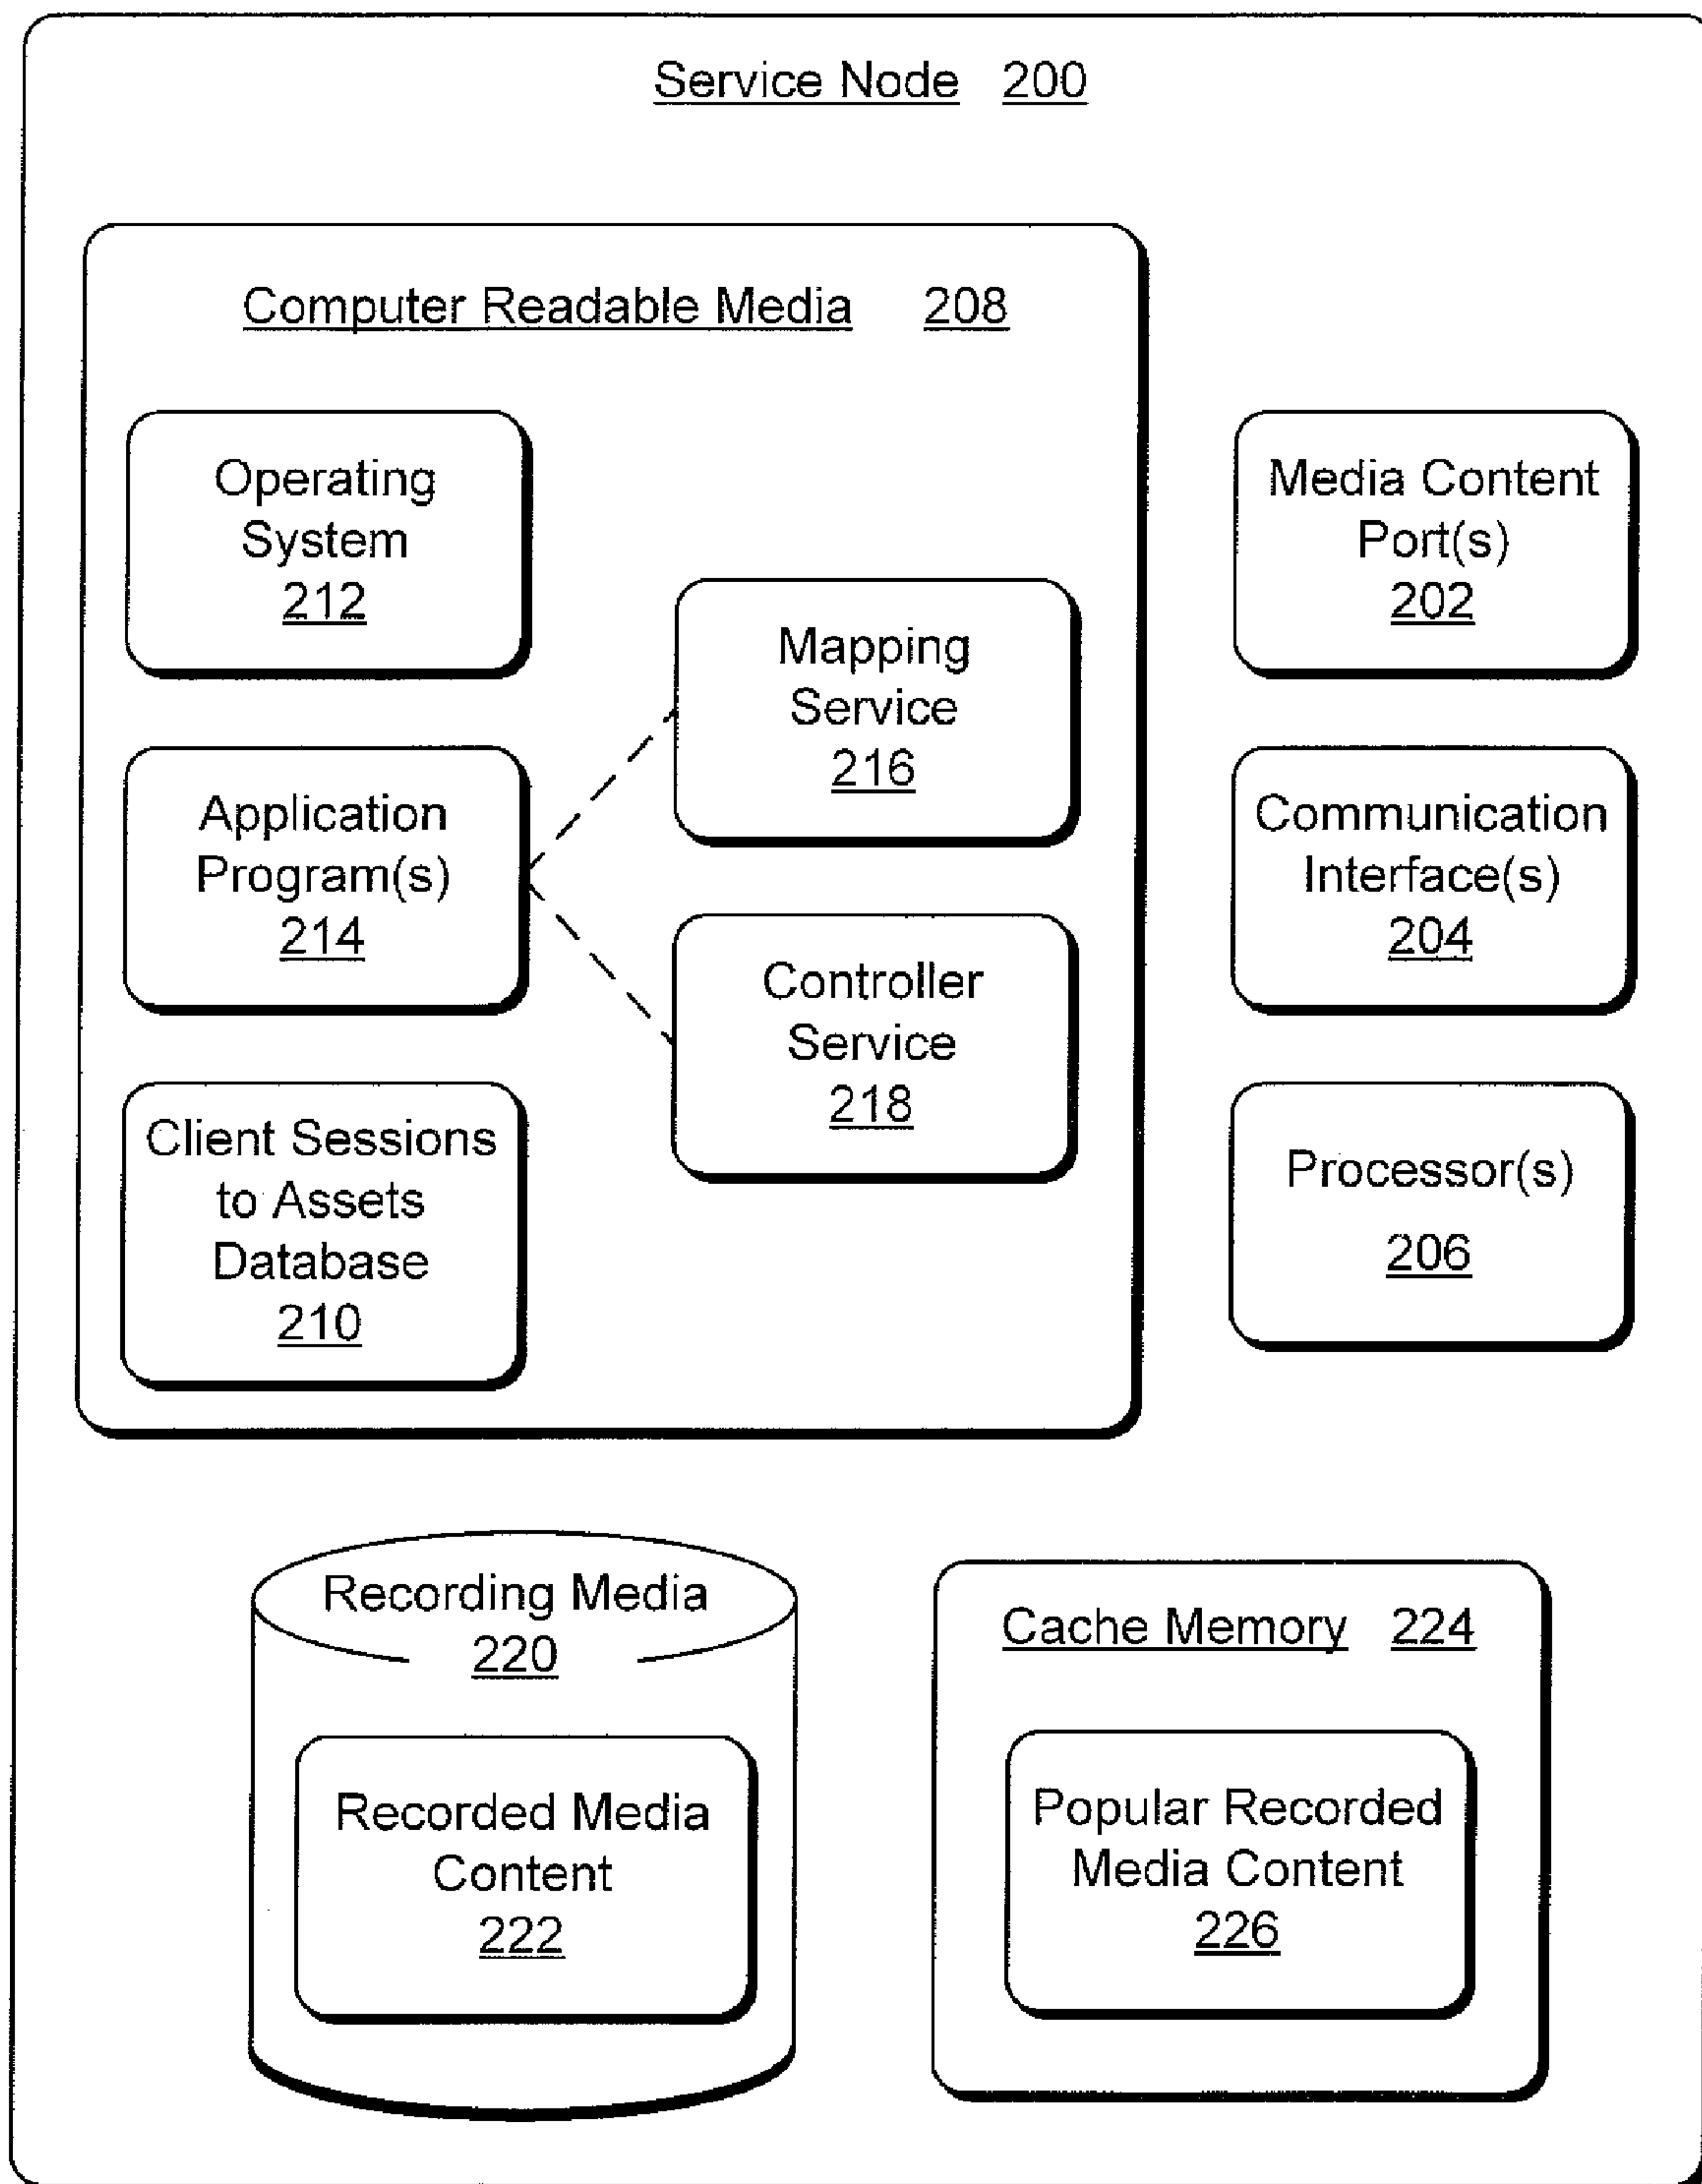 Service Node 200
Computer Readable Media 208
Operating
System
212
Application
Program(s)
214
Client Sessions
to Assets
Database
210
Mapping
Service
216
Controller
Service
218
Media Content
Port(s)
202
Communication
Interface(s)
204
Processor(s)
206
Recording Media
220
Recorded Media
Content
222
Cache Memory 224
Popular Recorded
Media Content
226